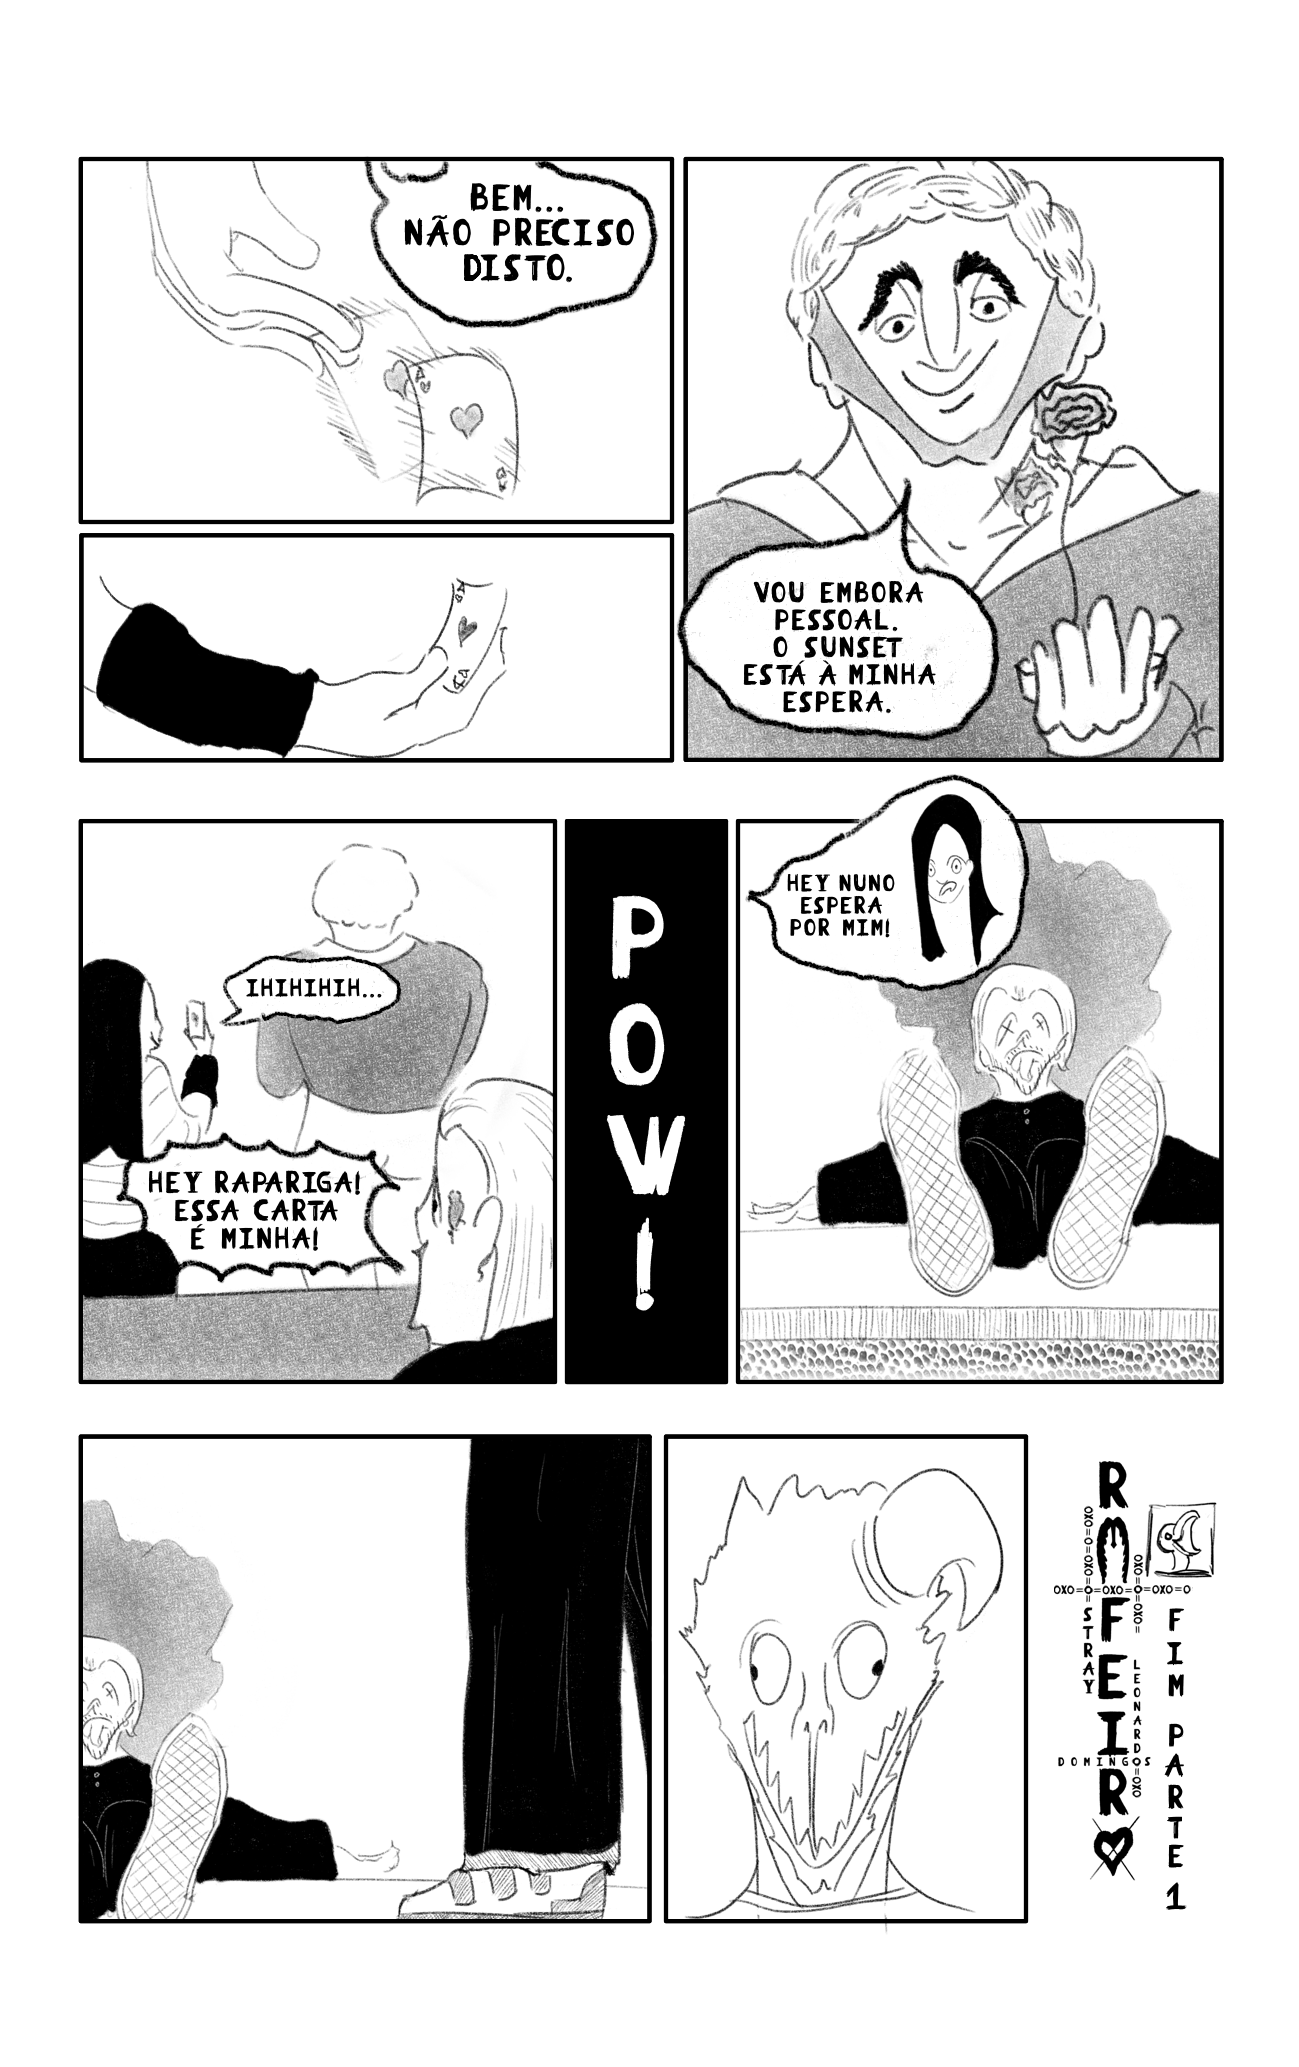 BEM...
NÃO PRECISO
DISTO.
VOU EMBORA
PESSOAL.
O SUNSET
ESTÁ À MINHA
ESPERA.
IHIHIHIH...
HEY RAPARIGA!
ESSA CARTA
É MINHA!
POW!
HEY NUNO
ESPERA
POR MIM!
RAFEIRO
STRAY
LEONARDO
DOMINGOS
FIM PARTE 1